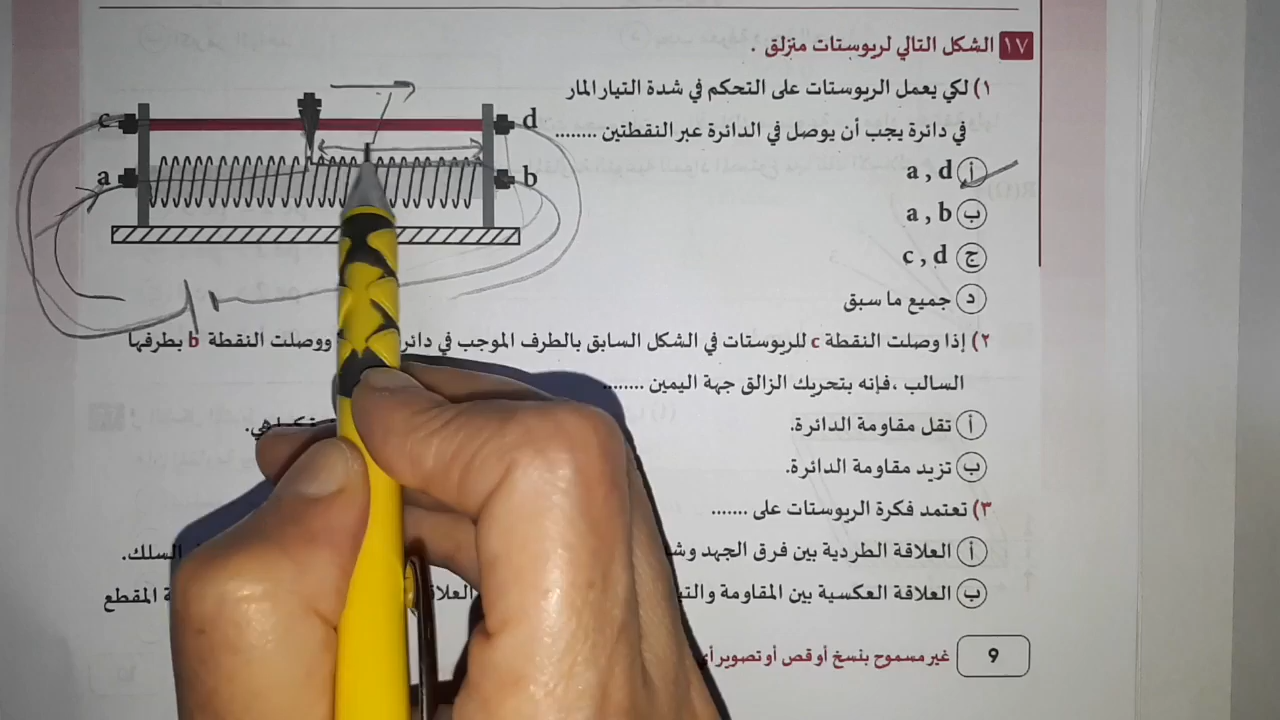 ١٧ الشكل التالي لريوستات منزلق .
١) لكي يعمل الريوستات على التحكم في شدة التيار المار
في دائرة يجب أن يوصل في الدائرة عبر النقطتين ........
أ a , d
ب a , b
ج c , d
د جميع ما سبق
c
d
a
b
٢) إذا وصلت النقطة c للريوستات في الشكل السابق بالطرف الموجب في ووصلت النقطة b بطرفها
السالب ،فإنه بتحريك الزالق جهة اليمين ........
أ تقل مقاومة الدائرة.
ب تزيد مقاومة الدائرة.
٣) تعتمد فكرة الريوستات على .......
أ العلاقة الطردية بين فرق الجهد السلك.
ب العلاقة العكسية بين المقاومة المقطع
9 غير مسموح بنسخ أو قص أو تصوير